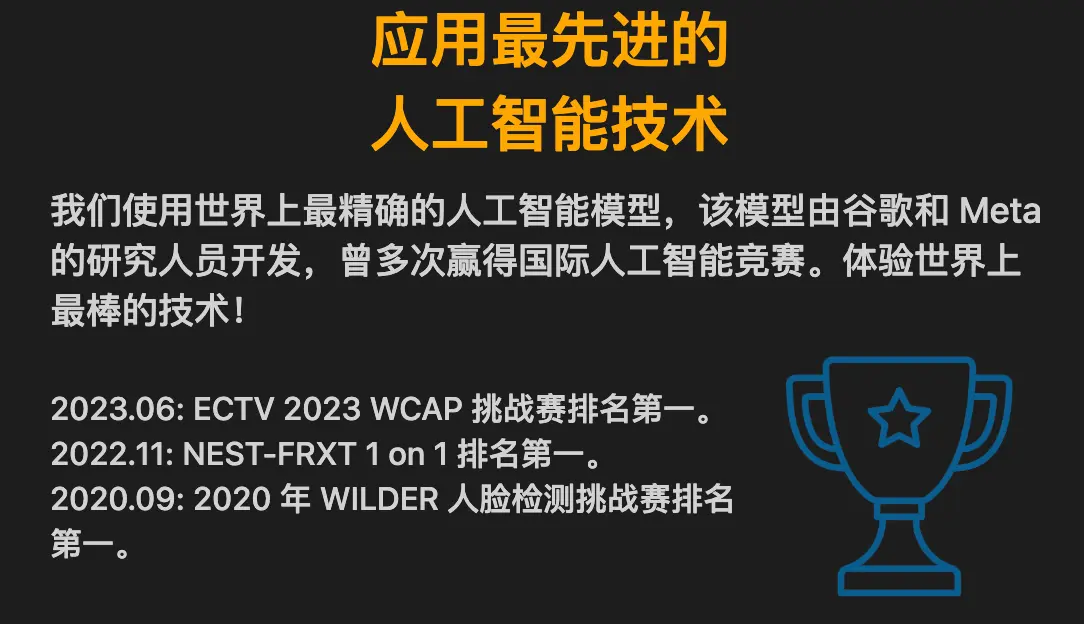 应用最先进的
人工智能技术
我们使用世界上最精确的人工智能模型，该模型由谷歌和 Meta
的研究人员开发，曾多次赢得国际人工智能竞赛。体验世界上
最棒的技术！
2023.06: ECTV 2023 WCAP 挑战赛排名第一。
2022.11: NEST-FRXT 1 on 1 排名第一。
2020.09: 2020 年 WILDER 人脸检测挑战赛排名
第一。